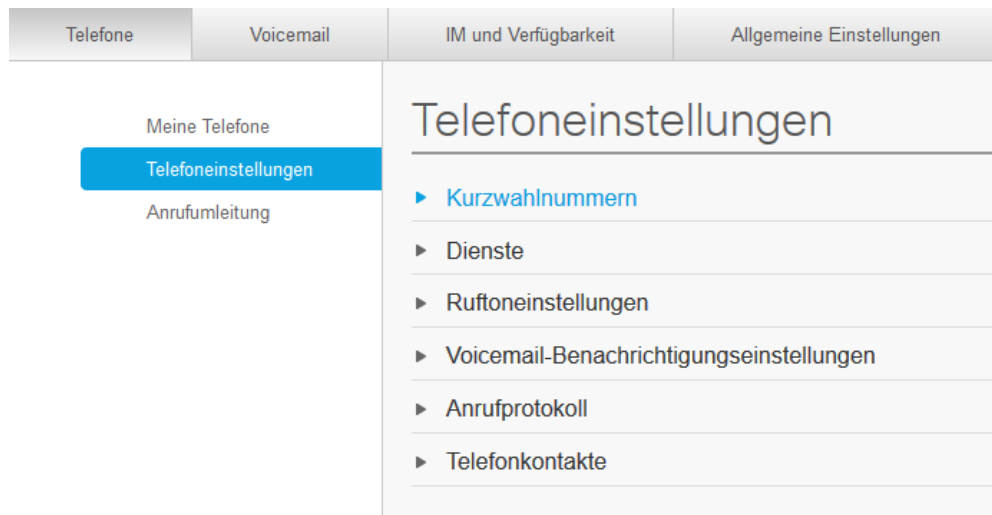 Telefone Voicemail IM und Verfügbarkeit Allgemeine Einstellungen
Meine Telefone
Telefoneinstellungen
Anrufumleitung
Telefoneinstellungen
Kurzwahlnummern
Dienste
Ruftoneinstellungen
Voicemail-Benachrichtigungseinstellungen
Anrufprotokoll
Telefonkontakte